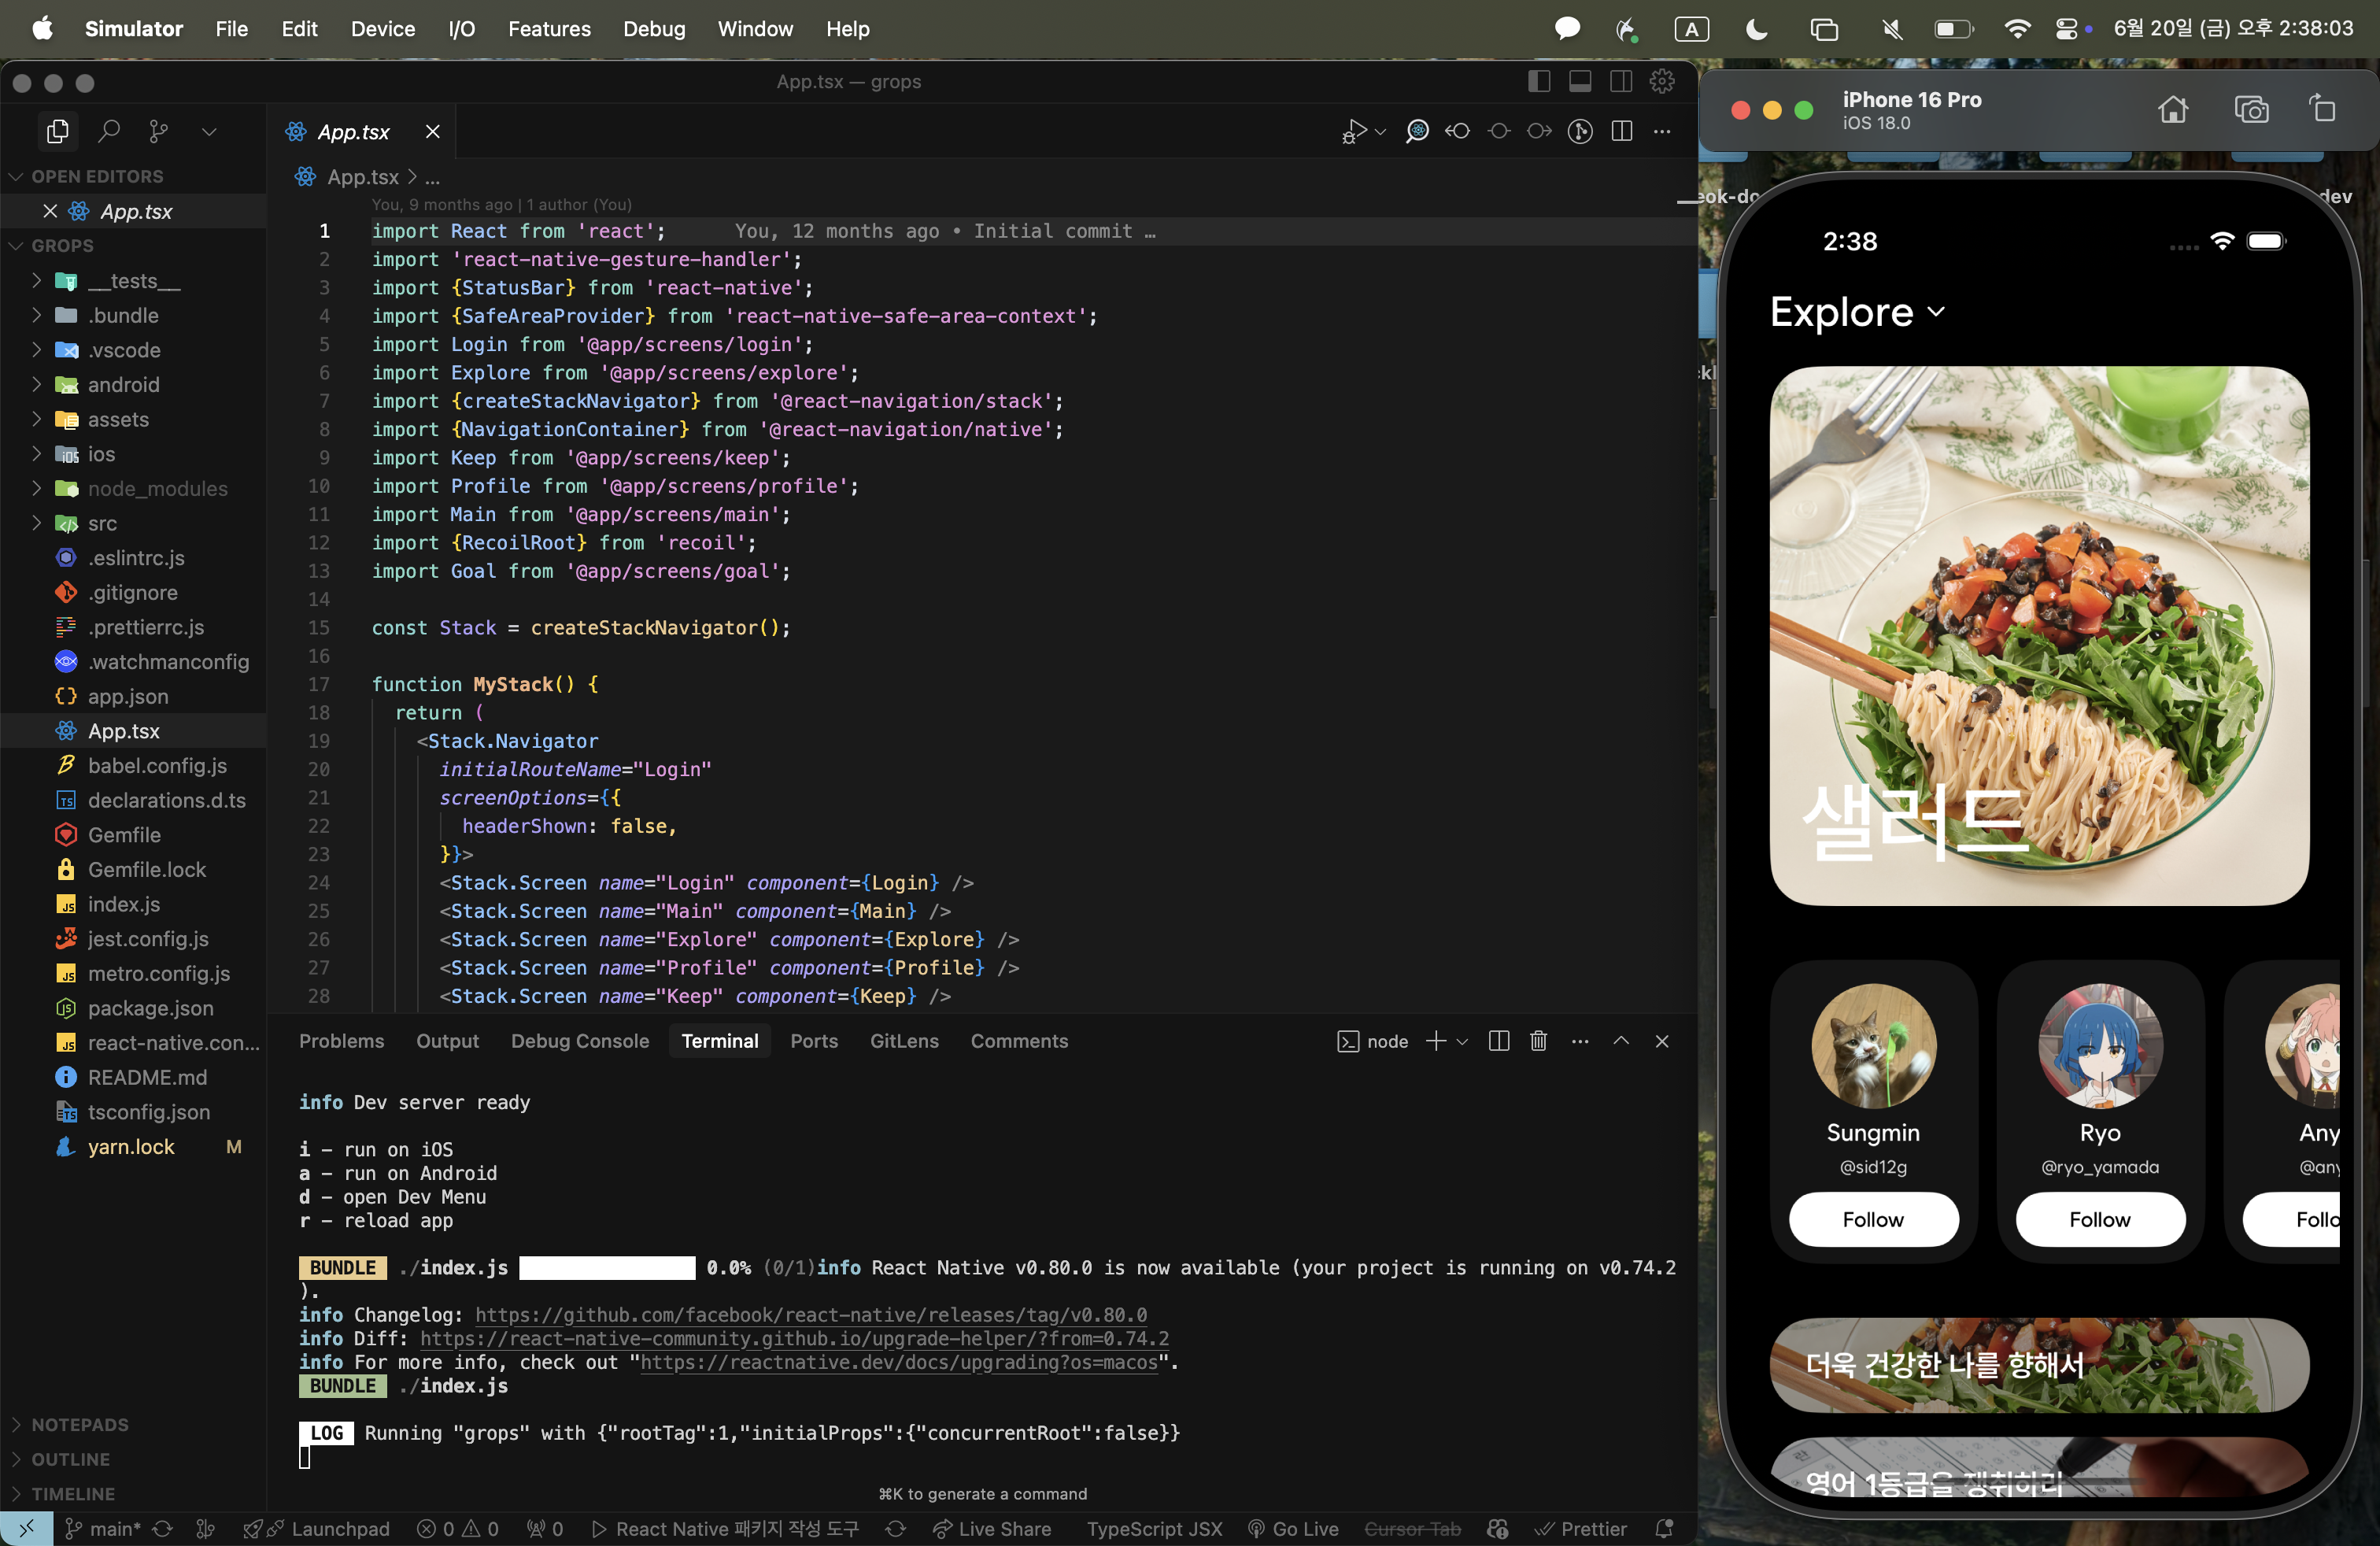 Simulator File Edit Device I/O Features Debug Window Help
A 6월 20일 (금) 오후 2:38:03
App.tsx — grops
App.tsx
OPEN EDITORS
App.tsx
GROPS
__tests__
.bundle
.vscode
android
assets
ios
node_modules
src
.eslintrc.js
.gitignore
.prettierrc.js
.watchmanconfig
app.json
App.tsx
babel.config.js
declarations.d.ts
Gemfile
Gemfile.lock
index.js
jest.config.js
metro.config.js
package.json
react-native.con...
README.md
tsconfig.json
yarn.lock M
NOTEPADS
OUTLINE
TIMELINE
App.tsx > ...
You, 9 months ago | 1 author (You)
1 import React from 'react'; You, 12 months ago • Initial commit …
2 import 'react-native-gesture-handler';
3 import {StatusBar} from 'react-native';
4 import {SafeAreaProvider} from 'react-native-safe-area-context';
5 import Login from '@app/screens/login';
6 import Explore from '@app/screens/explore';
7 import {createStackNavigator} from '@react-navigation/stack';
8 import {NavigationContainer} from '@react-navigation/native';
9 import Keep from '@app/screens/keep';
10 import Profile from '@app/screens/profile';
11 import Main from '@app/screens/main';
12 import {RecoilRoot} from 'recoil';
13 import Goal from '@app/screens/goal';
14
15 const Stack = createStackNavigator();
16
17 function MyStack() {
18 return (
19 <Stack.Navigator
20 initialRouteName="Login"
21 screenOptions={{
22 headerShown: false,
23 }}>
24 <Stack.Screen name="Login" component={Login} />
25 <Stack.Screen name="Main" component={Main} />
26 <Stack.Screen name="Explore" component={Explore} />
27 <Stack.Screen name="Profile" component={Profile} />
28 <Stack.Screen name="Keep" component={Keep} />
Problems Output Debug Console Terminal Ports GitLens Comments
node
info Dev server ready
i – run on iOS
a – run on Android
d – open Dev Menu
r – reload app
BUNDLE ./index.js 0.0% (0/1)info React Native v0.80.0 is now available (your project is running on v0.74.2
).
info Changelog: https://github.com/facebook/react-native/releases/tag/v0.80.0
info Diff: https://react-native-community.github.io/upgrade-helper/?from=0.74.2
info For more info, check out "https://reactnative.dev/docs/upgrading?os=macos".
BUNDLE ./index.js
LOG Running "grops" with {"rootTag":1,"initialProps":{"concurrentRoot":false}}
⌘K to generate a command
main* Launchpad 0 0 0 React Native 패키지 작성 도구 Live Share TypeScript JSX Go Live Cursor Tab Prettier
iPhone 16 Pro
iOS 18.0
dev
2:38
Explore
샐러드
Sungmin
@sid12g
Follow
Ryo
@ryo_yamada
Follow
Any
@any
Follo
더욱 건강한 나를 향해서
영어 1등급을 쟁취하리